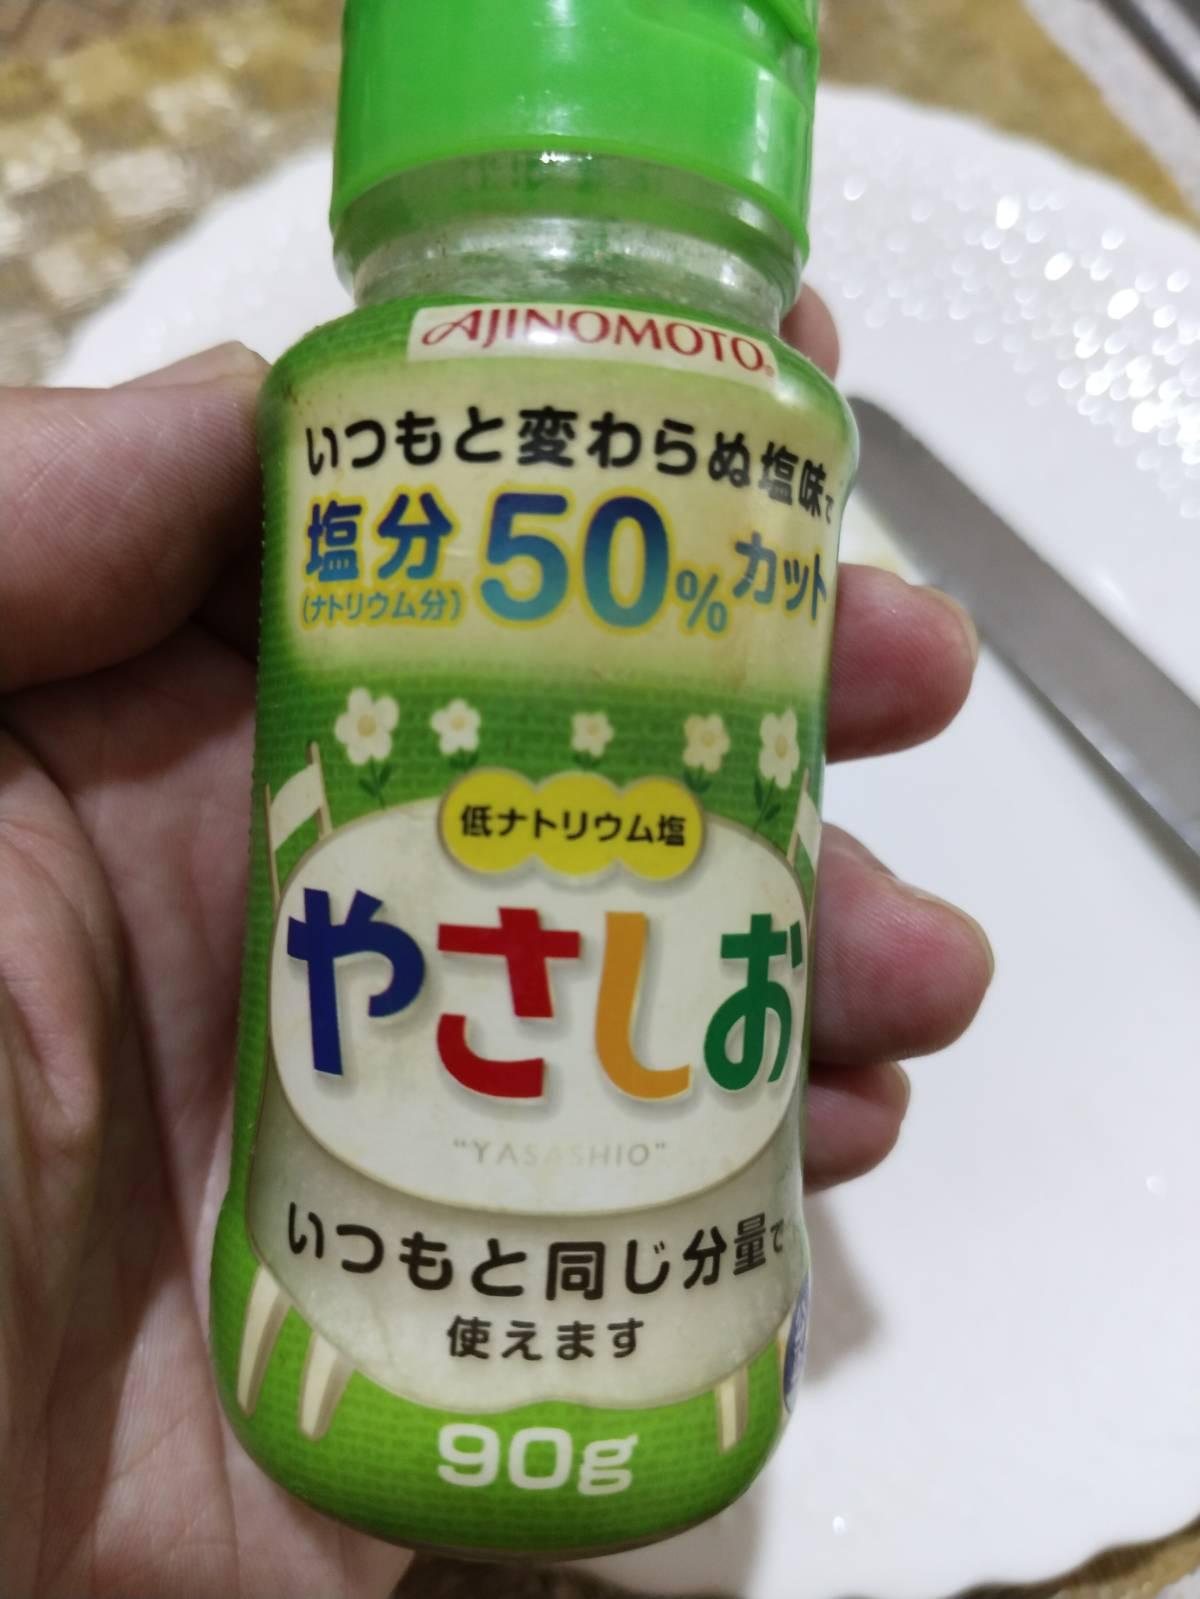 AJINOMOTO®
いつもと変わらぬ塩味で
塩分 50% カット
(ナトリウム分)
低ナトリウム塩
やさしお
"YASASHIO"
いつもと同じ分量で
使えます
90g